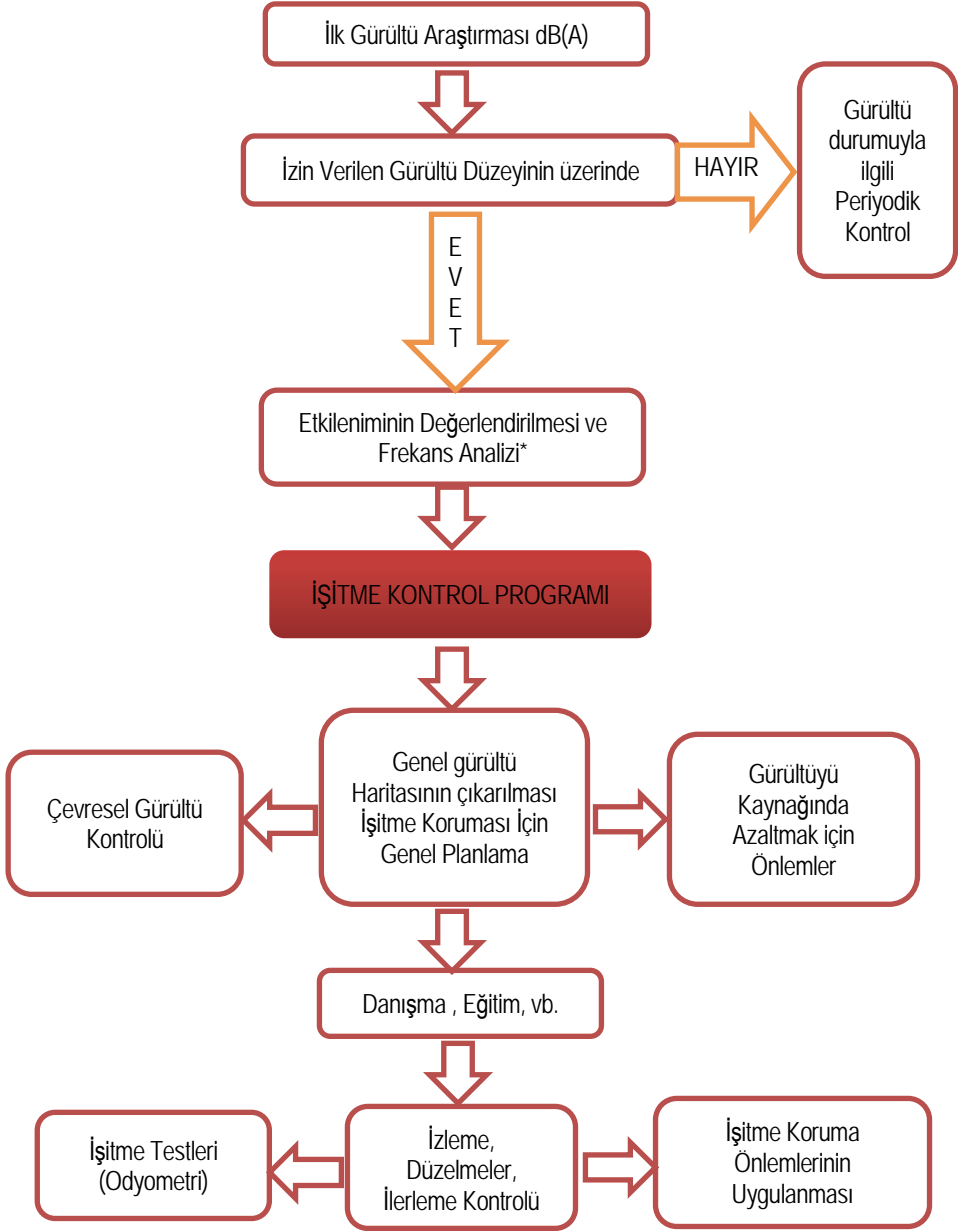 İlk Gürültü Araştırması dB(A)
İzin Verilen Gürültü Düzeyinin üzerinde
HAYIR
Gürültü
durumuyla
ilgili
Periyodik
Kontrol
E
V
E
T
Etkileniminin Değerlendirilmesi ve
Frekans Analizi*
İŞİTME KONTROL PROGRAMI
Çevresel Gürültü
Kontrolü
Genel gürültü
Haritasının çıkarılması
İşitme Koruması İçin
Genel Planlama
Gürültüyü
Kaynağında
Azaltmak için
Önlemler
Danışma , Eğitim, vb.
İşitme Testleri
(Odyometri)
İzleme,
Düzelmeler,
İlerleme Kontrolü
İşitme Koruma
Önlemlerinin
Uygulanması